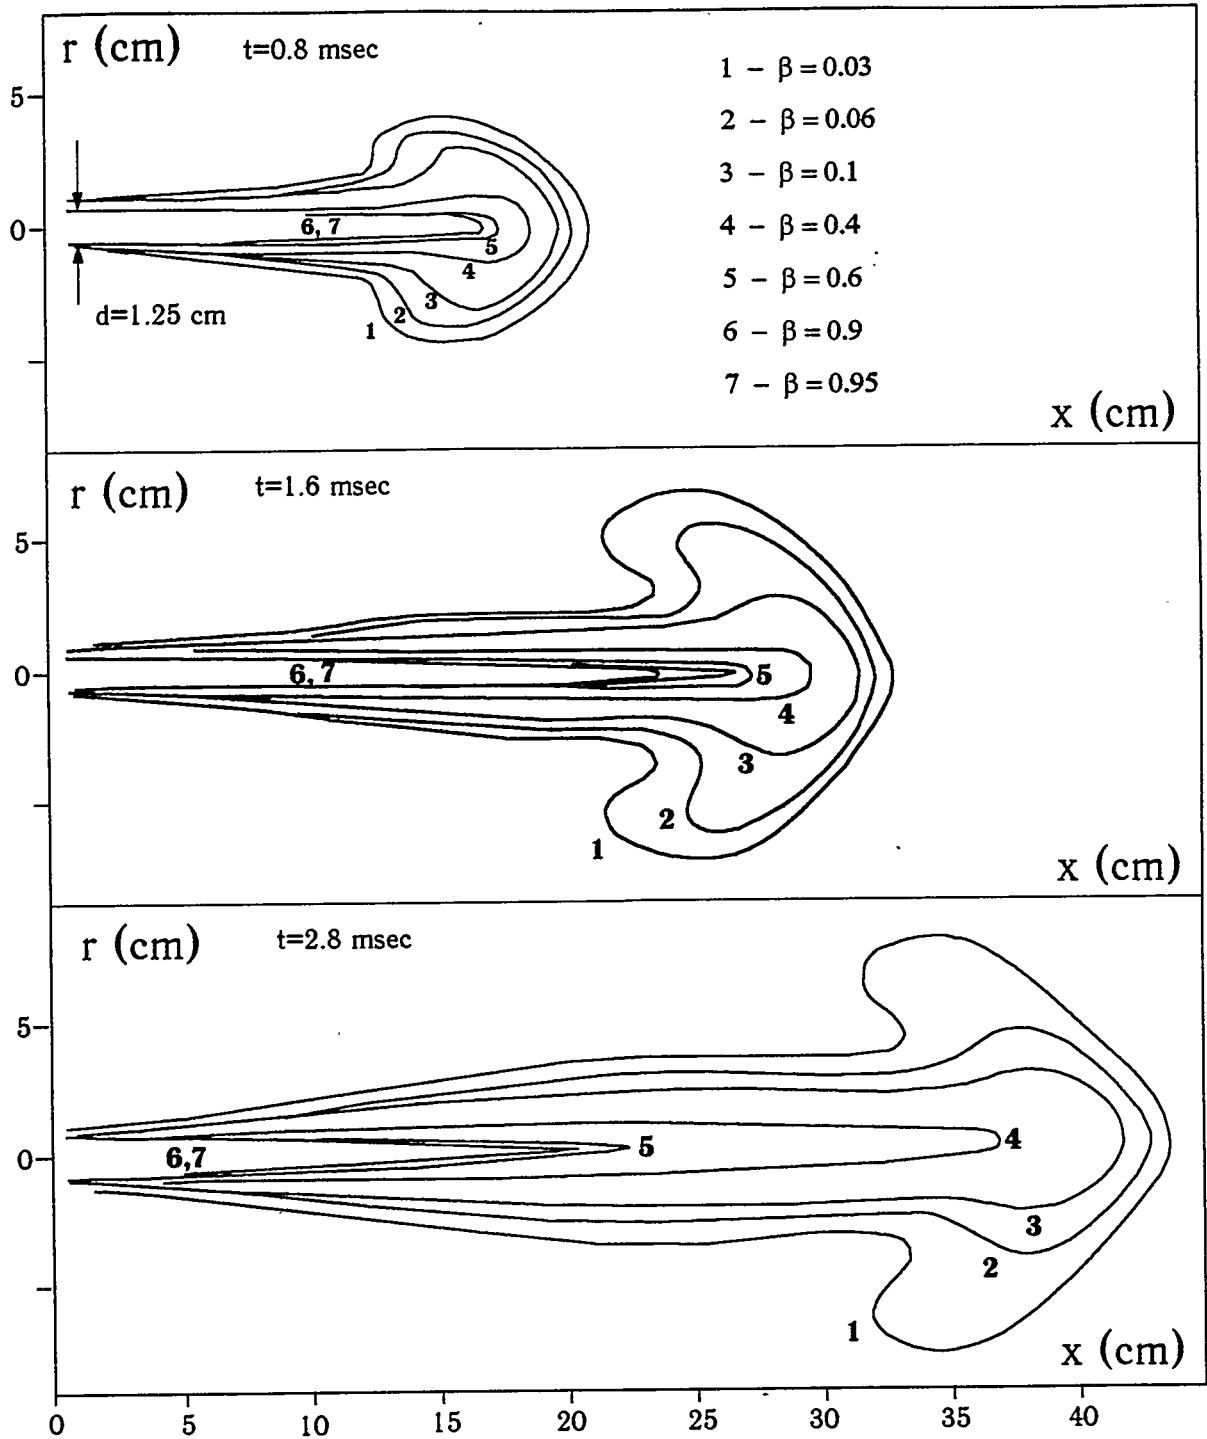 r (cm) t=0.8 msec
1 – β = 0.03
5
2 – β = 0.06
3 – β = 0.1
0
6, 7
4 – β = 0.4
5
4
5 – β = 0.6
3
d=1.25 cm
2
1
6 – β = 0.9
7 – β = 0.95
x (cm)
r (cm) t=1.6 msec
5
0
6, 7
5
4
3
2
1
x (cm)
r (cm) t=2.8 msec
5
0
6,7
5
4
3
2
1
x (cm)
0 5 10 15 20 25 30 35 40